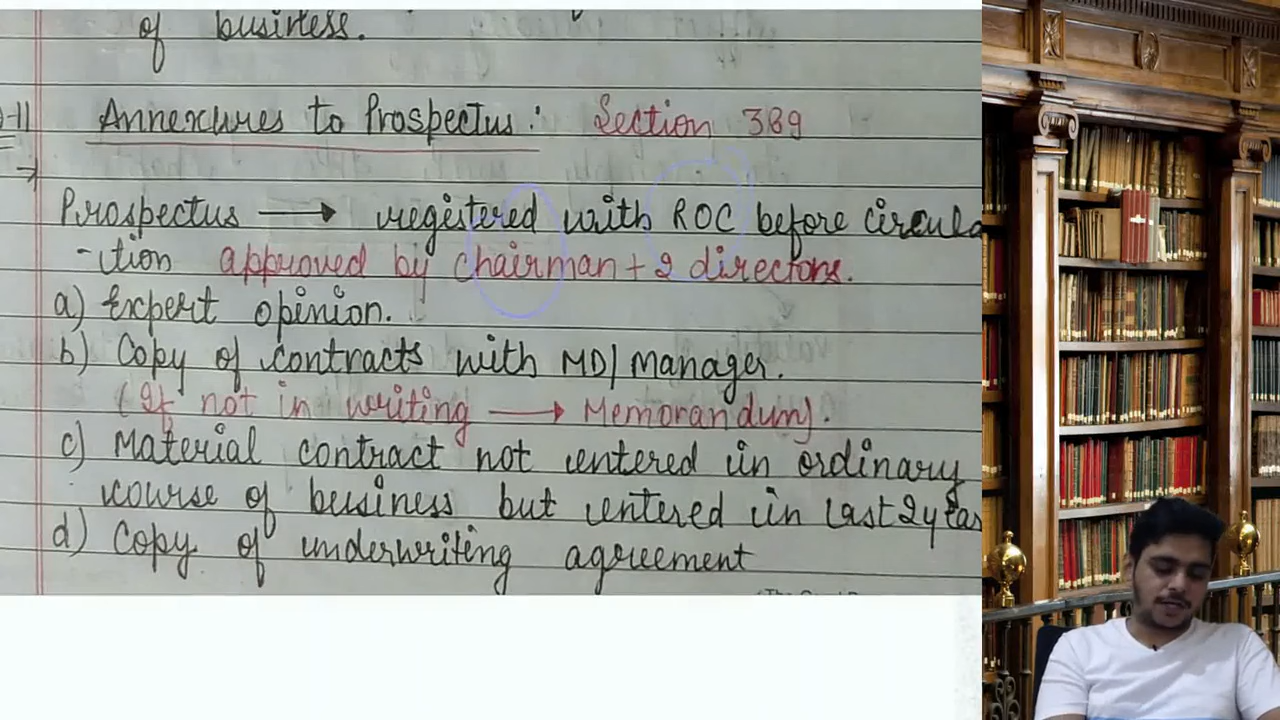 of business.
Annexures to Prospectus: Section 389
Prospectus → registered with ROC before circula
-tion approved by chairman + 2 directors.
a) Expert opinion.
b) Copy of contracts with MD/Manager.
(If not in writing → Memorandum).
c) Material contract not entered in ordinary
course of business but entered in last 2 year
d) Copy of underwriting agreement